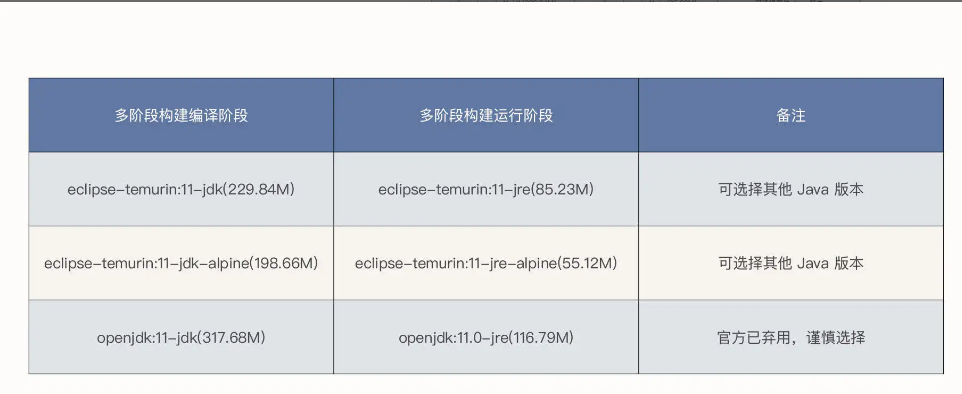 多阶段构建编译阶段 多阶段构建运行阶段 备注
eclipse-temurin:11-jdk(229.84M) eclipse-temurin:11-jre(85.23M) 可选择其他 Java 版本
eclipse-temurin:11-jdk-alpine(198.66M) eclipse-temurin:11-jre-alpine(55.12M) 可选择其他 Java 版本
openjdk:11-jdk(317.68M) openjdk:11.0-jre(116.79M) 官方已弃用，谨慎选择